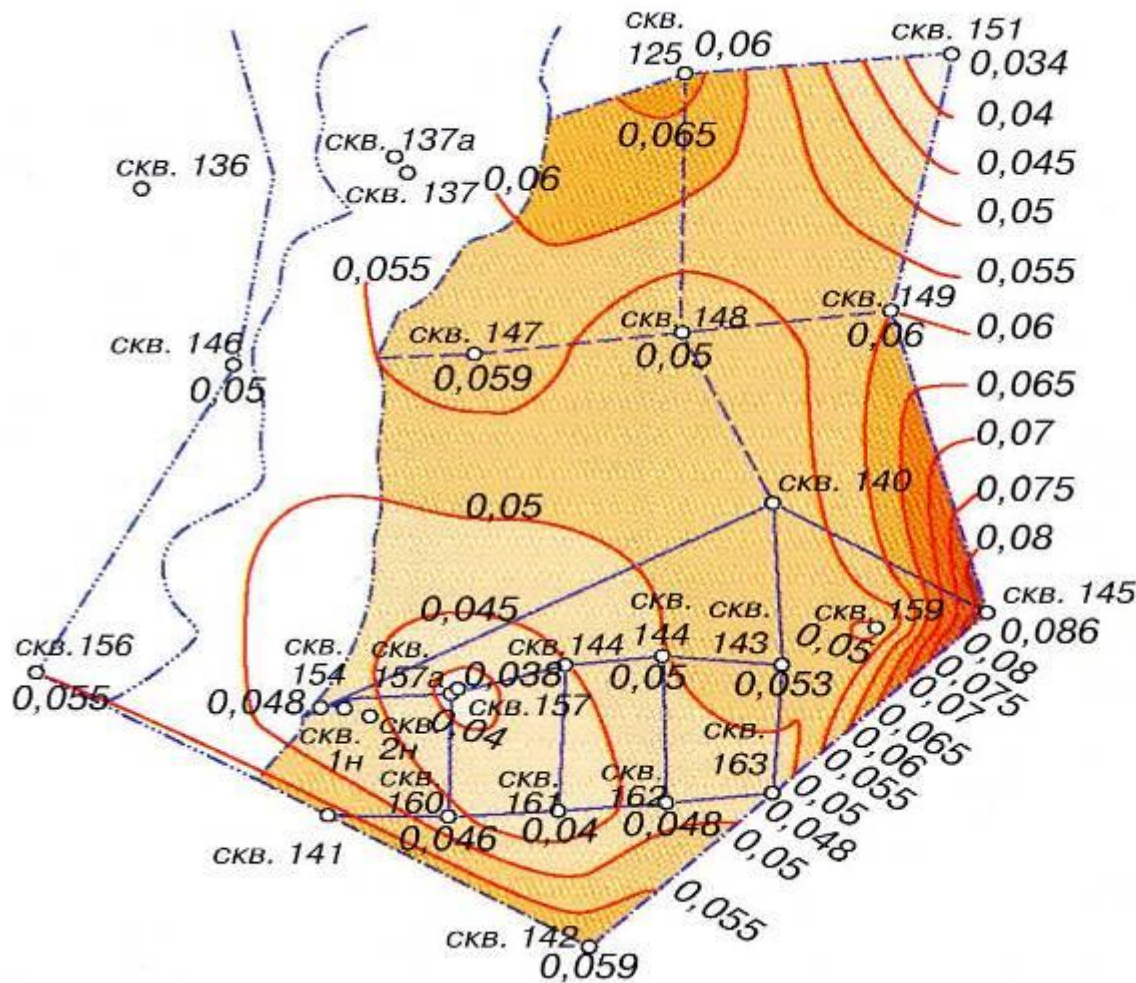 скв. 125
0,06
скв. 151
0,034
0,065
0,04
скв. 137а
скв. 136
скв. 137
0,06
0,045
0,05
0,055
0,055
скв. 149
0,06
0,06
скв. 147
0,059
скв. 148
0,05
скв. 146
0,05
0,065
0,07
0,075
0,08
скв. 140
0,05
0,045
скв. 145
0,086
скв. 159
0,05
скв. 144
скв. 144
0,05
скв. 143
0,053
скв. 156
0,055
скв. 154
0,048
скв. 157а
0,038
скв. 157
0,04
скв. 1н
скв. 2н
скв. 163
0,048
скв. 160
0,046
скв. 161
0,04
скв. 162
0,048
0,08
0,075
0,07
0,065
0,06
0,055
0,05
0,05
0,055
скв. 141
скв. 142
0,059